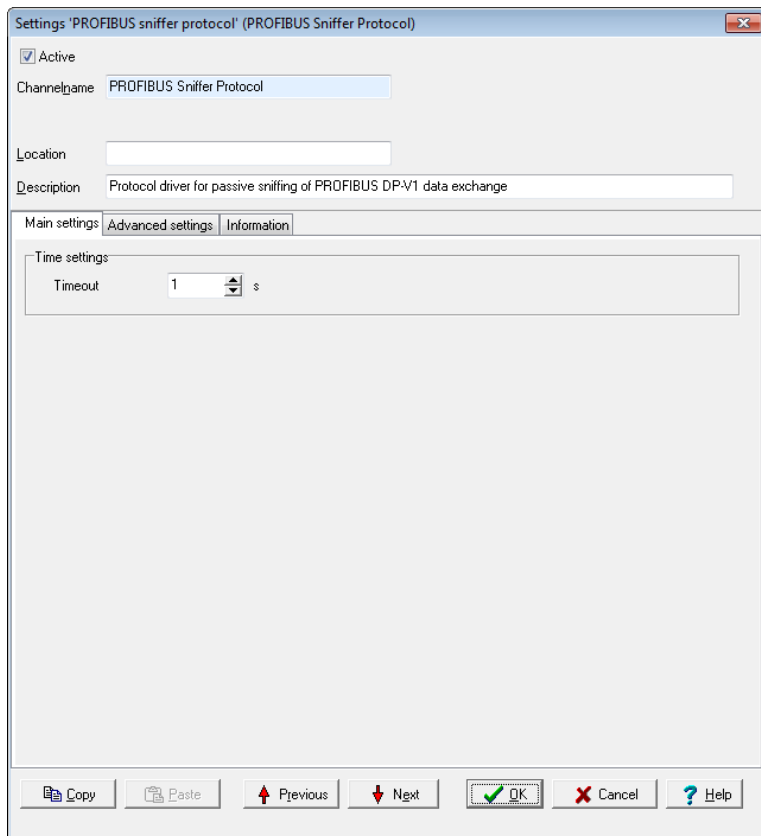 Settings 'PROFIBUS sniffer protocol' (PROFIBUS Sniffer Protocol)
Active
Channelname PROFIBUS Sniffer Protocol
Location
Description Protocol driver for passive sniffing of PROFIBUS DP-V1 data exchange
Main settings Advanced settings Information
Time settings
Timeout 1 s
Copy Paste Previous Next OK Cancel ? Help